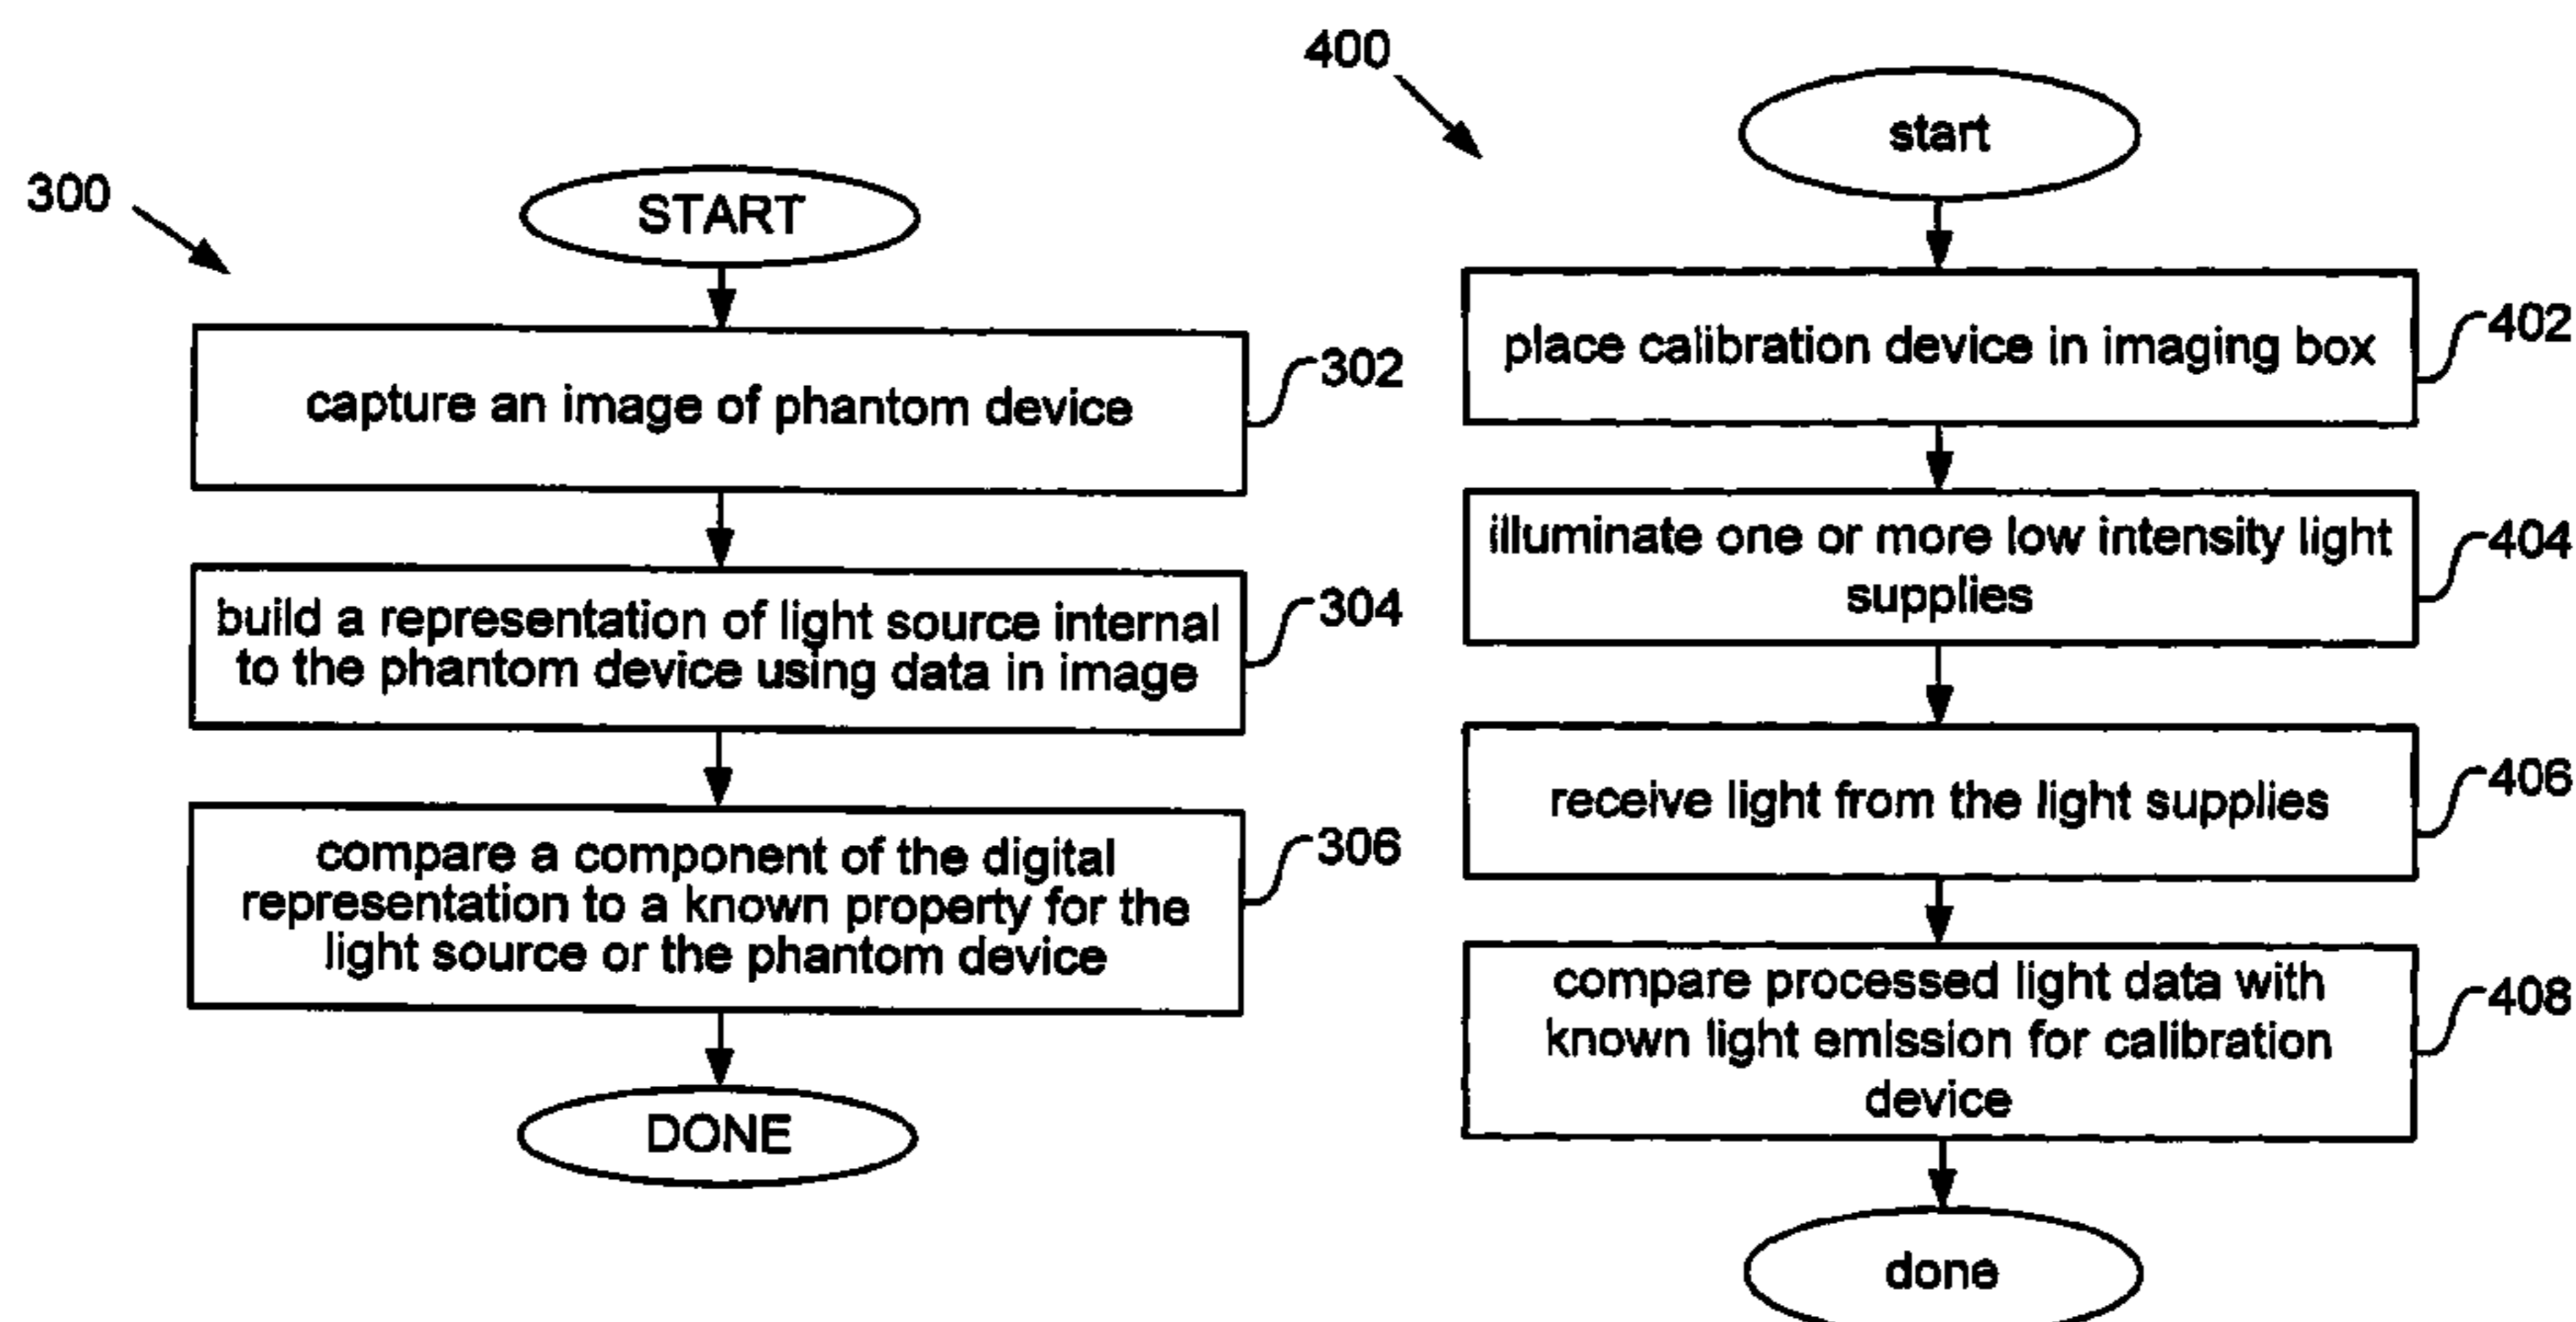 300
START
capture an image of phantom device
302
build a representation of light source internal
to the phantom device using data in image
304
compare a component of the digital
representation to a known property for the
light source or the phantom device
306
DONE
400
start
place calibration device in imaging box
402
illuminate one or more low intensity light
supplies
404
receive light from the light supplies
406
compare processed light data with
known light emission for calibration
device
408
done